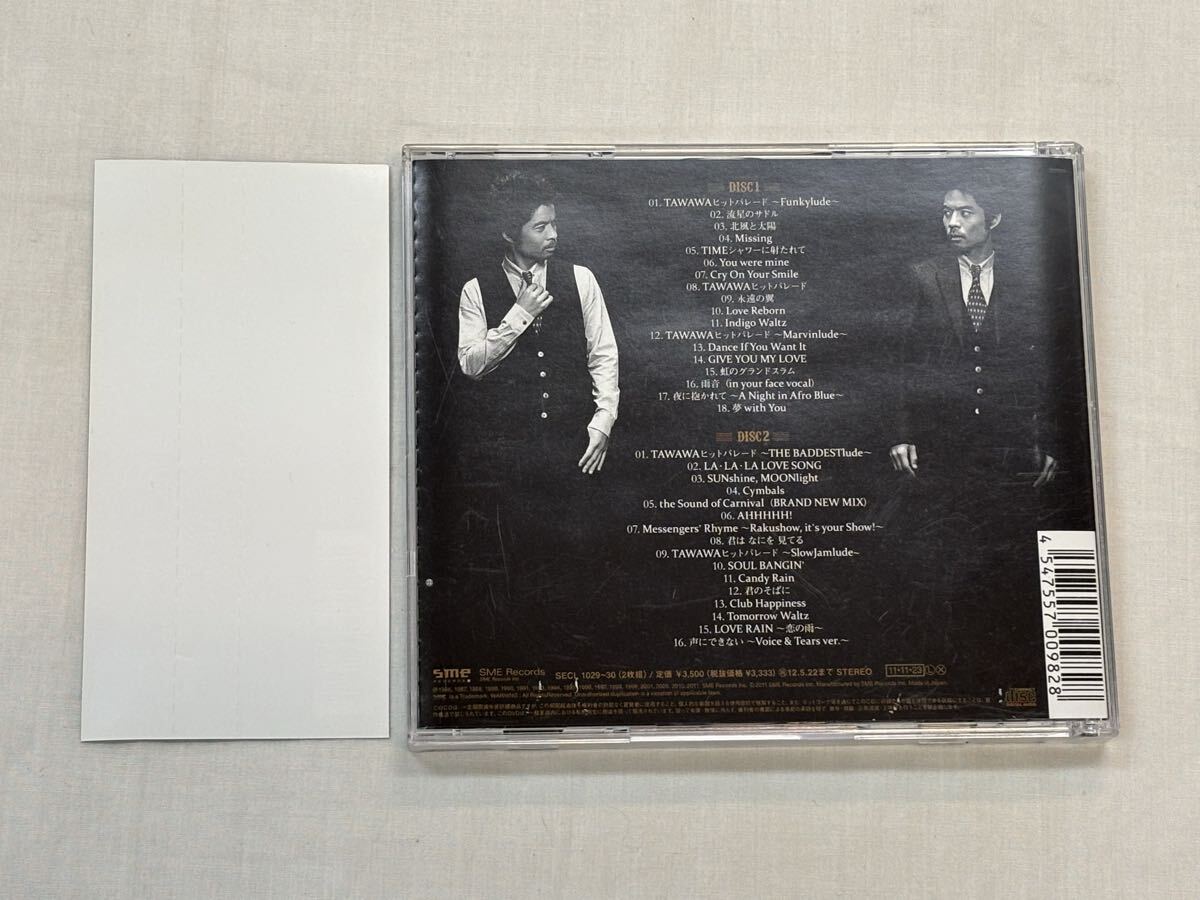 DISC 1
01. TAWAWAヒットパレード ~Funkylude~
02. 流星のサドル
03. 北風と太陽
04. Missing
05. TIMEシャワーに射たれて
06. You were mine
07. Cry On Your Smile
08. TAWAWAヒットパレード
09. 永遠の翼
10. Love Reborn
11. Indigo Waltz
12. TAWAWAヒットパレード ~Marvinlude~
13. Dance If You Want It
14. GIVE YOU MY LOVE
15. 虹のグランドスラム
16. 雨音 (in your face vocal)
17. 夜に抱かれて ~A Night in Afro Blue~
18. 夢 with You
DISC 2
01. TAWAWAヒットパレード ~THE BADDESTlude~
02. LA・LA・LA LOVE SONG
03. SUNshine, MOONlight
04. Cymbals
05. the Sound of Carnival (BRAND NEW MIX)
06. AHHHHH!
07. Messengers' Rhyme ~Rakushow, it's your Show!~
08. 君は なにを 見てる
09. TAWAWAヒットパレード ~SlowJamlude~
10. SOUL BANGIN'
11. Candy Rain
12. 君のそばに
13. Club Happiness
14. Tomorrow Waltz
15. LOVE RAIN ~恋の雨~
16. 声にできない ~Voice & Tears ver.~
sme RECORDS
SME Records
SME Records Inc.
SECL 1029~30 (2枚組) / 定価 ¥3,500 (税抜価格 ¥3,333) 12.5.22まで STEREO
11・11・23
disc
4 547557 009828